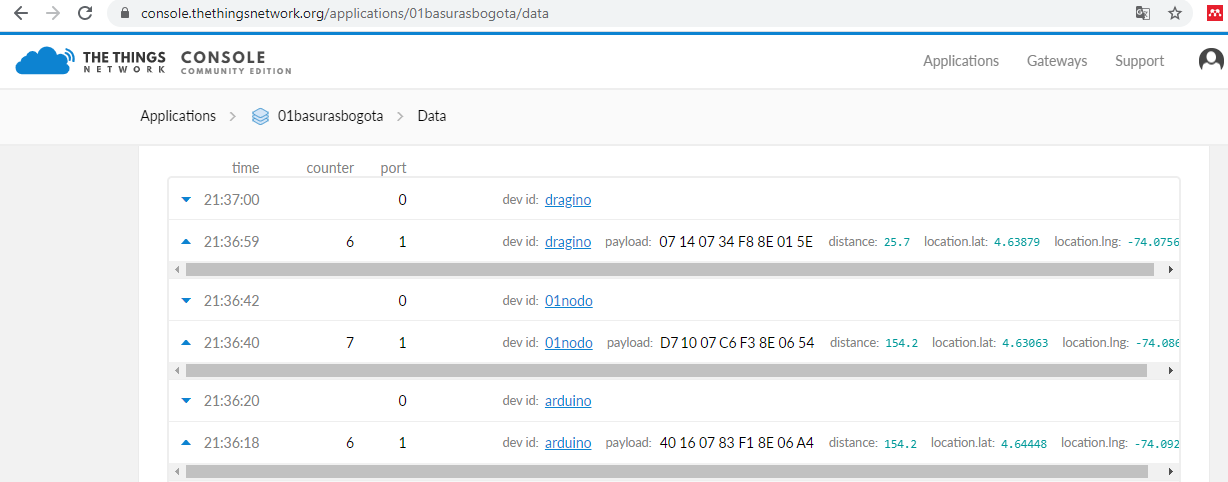 console.thethingsnetwork.org/applications/01basurasbogota/data
THE THINGS NETWORK CONSOLE COMMUNITY EDITION Applications Gateways Support
Applications > 01basurasbogota > Data
time counter port
21:37:00 0 dev id: dragino
21:36:59 6 1 dev id: dragino payload: 07 14 07 34 F8 8E 01 5E distance: 25.7 location.lat: 4.63879 location.lng: -74.0756
21:36:42 0 dev id: 01nodo
21:36:40 7 1 dev id: 01nodo payload: D7 10 07 C6 F3 8E 06 54 distance: 154.2 location.lat: 4.63063 location.lng: -74.086
21:36:20 0 dev id: arduino
21:36:18 6 1 dev id: arduino payload: 40 16 07 83 F1 8E 06 A4 distance: 154.2 location.lat: 4.64448 location.lng: -74.092